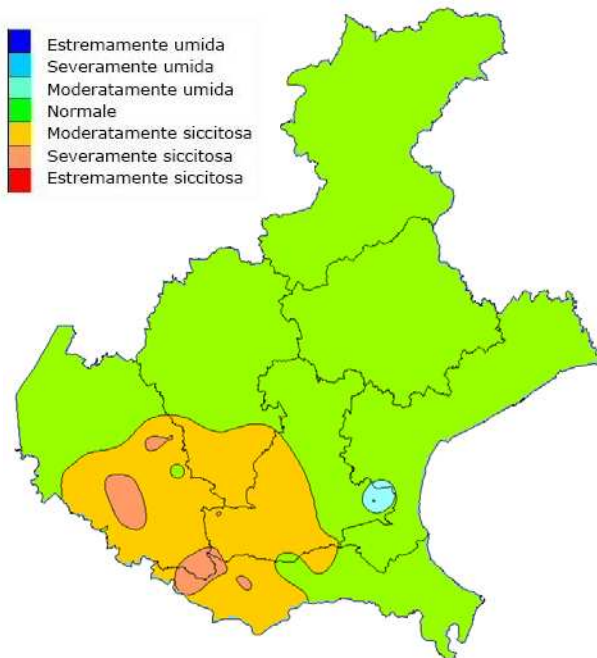 Estremamente umida
Severamente umida
Moderatamente umida
Normale
Moderatamente siccitosa
Severamente siccitosa
Estremamente siccitosa